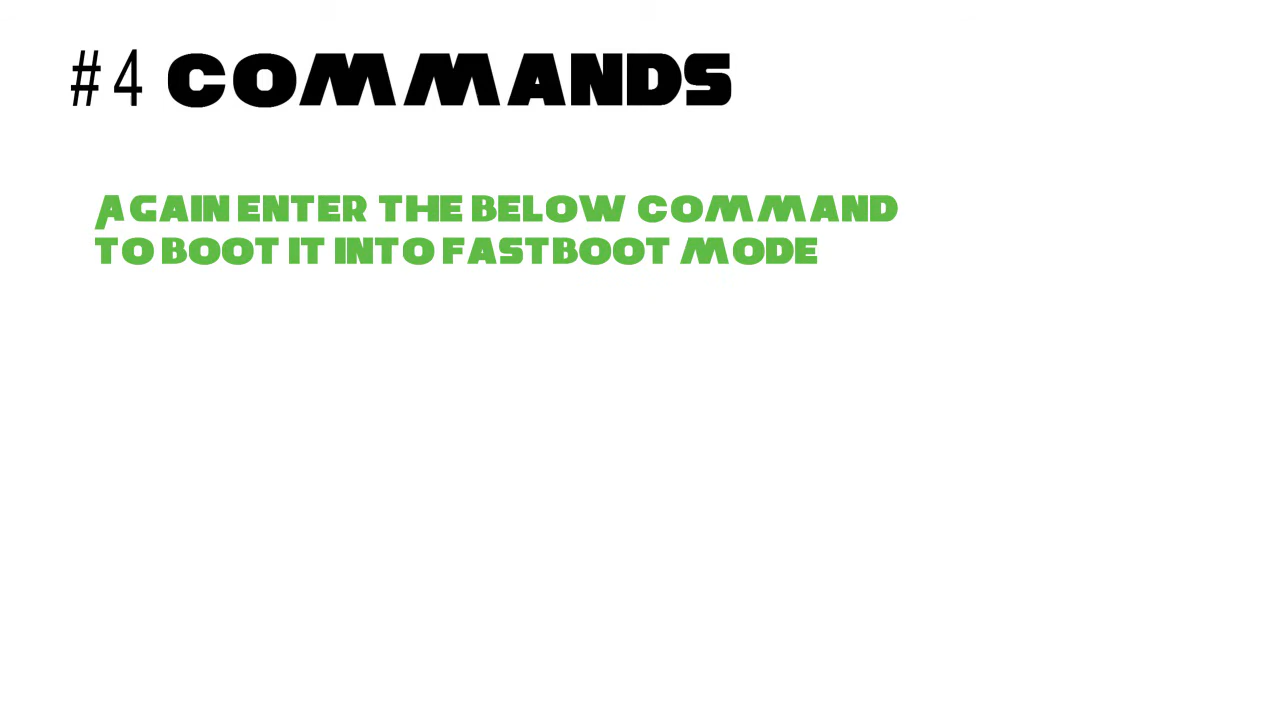 #4 COMMANDS
AGAIN ENTER THE BELOW COMMAND
TO BOOT IT INTO FASTBOOT MODE